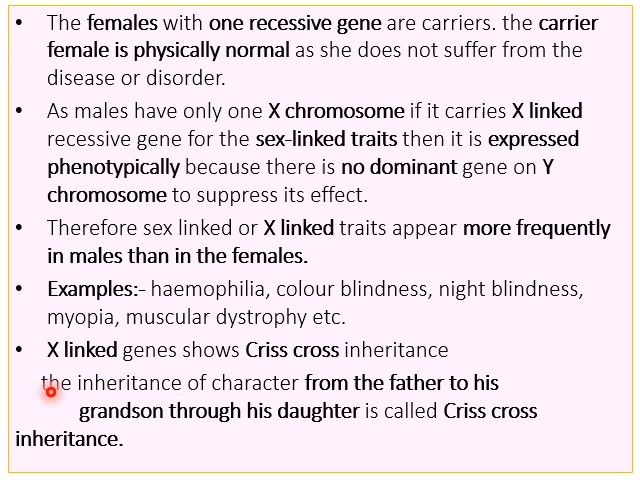 • The females with one recessive gene are carriers. the carrier
female is physically normal as she does not suffer from the
disease or disorder.
• As males have only one X chromosome if it carries X linked
recessive gene for the sex-linked traits then it is expressed
phenotypically because there is no dominant gene on Y
chromosome to suppress its effect.
• Therefore sex linked or X linked traits appear more frequently
in males than in the females.
• Examples:- haemophilia, colour blindness, night blindness,
myopia, muscular dystrophy etc.
• X linked genes shows Criss cross inheritance
the inheritance of character from the father to his
grandson through his daughter is called Criss cross
inheritance.